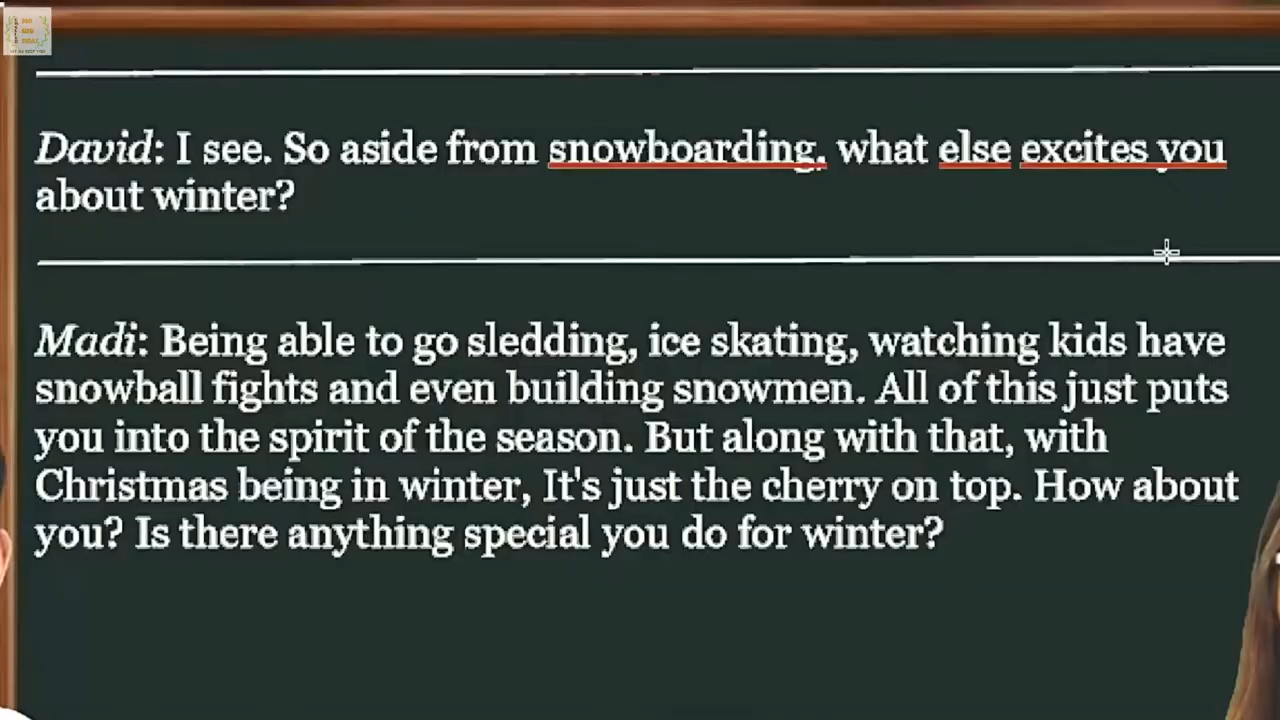 David: I see. So aside from snowboarding, what else excites you
about winter?
Madi: Being able to go sledding, ice skating, watching kids have
snowball fights and even building snowmen. All of this just puts
you into the spirit of the season. But along with that, with
Christmas being in winter, It's just the cherry on top. How about
you? Is there anything special you do for winter?